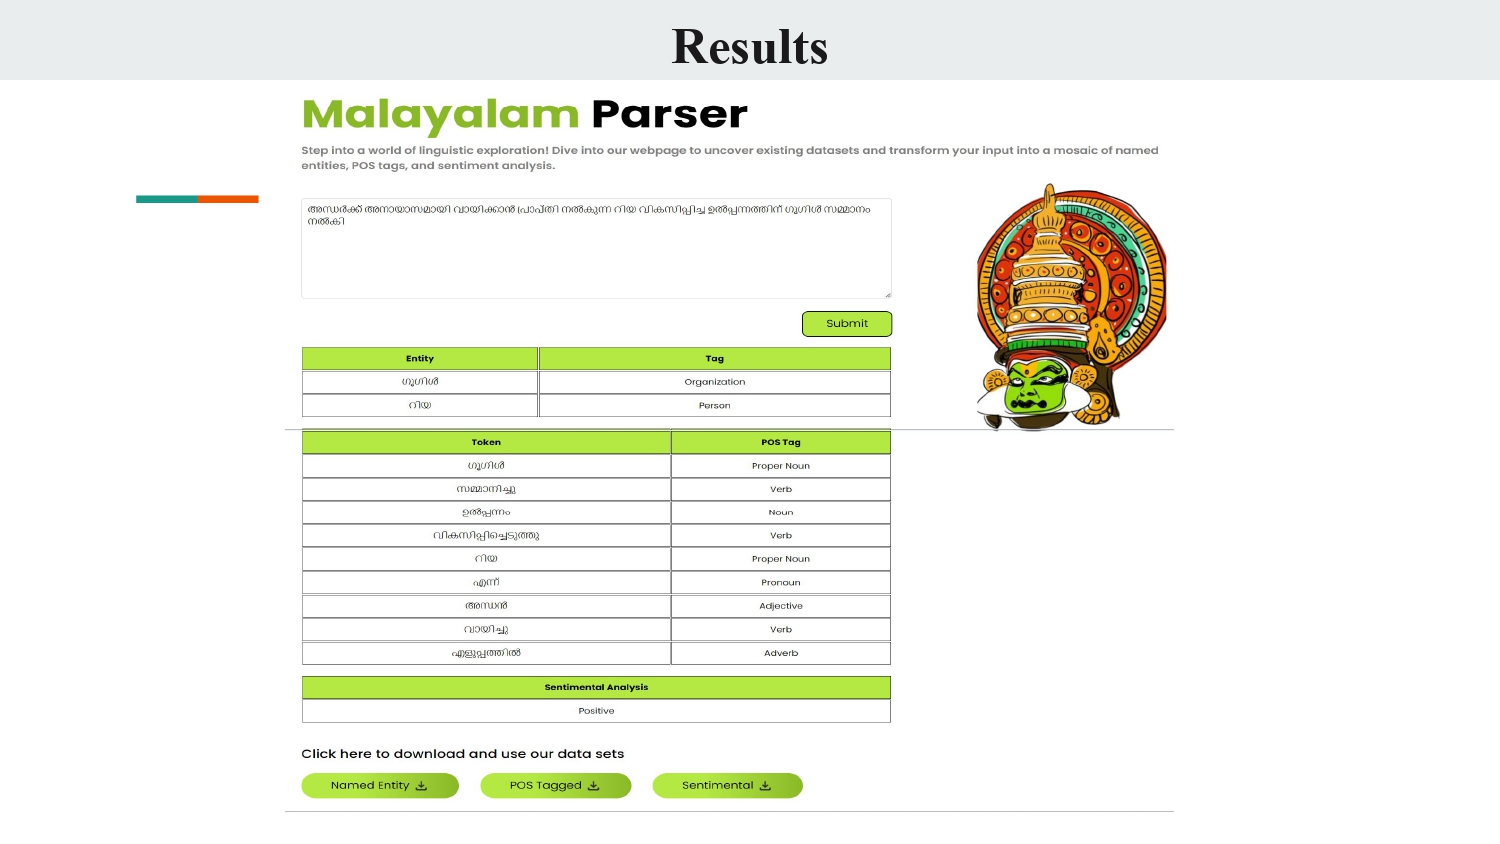 Results
Malayalam Parser
Step into a world of linguistic exploration! Dive into our webpage to uncover existing datasets and transform your input into a mosaic of named
entities, POS tags, and sentiment analysis.
അന്ധർക്ക് അനായാസമായി വായിക്കാൻ പ്രാപ്തി നൽകുന്ന റിയ വികസിപ്പിച്ച ഉൽപ്പന്നത്തിന് ഗൂഗിൾ സമ്മാനം
നൽകി
Submit
Entity Tag
ഗൂഗിൾ Organization
റിയ Person
Token POS Tag
ഗൂഗിൾ Proper Noun
സമ്മാനിച്ചു Verb
ഉൽപ്പന്നം Noun
വികസിപ്പിച്ചെടുത്തു Verb
റിയ Proper Noun
എന്ന് Pronoun
അന്ധൻ Adjective
വായിച്ചു Verb
എളുപ്പത്തിൽ Adverb
Sentimental Analysis
Positive
Click here to download and use our data sets
Named Entity POS Tagged Sentimental